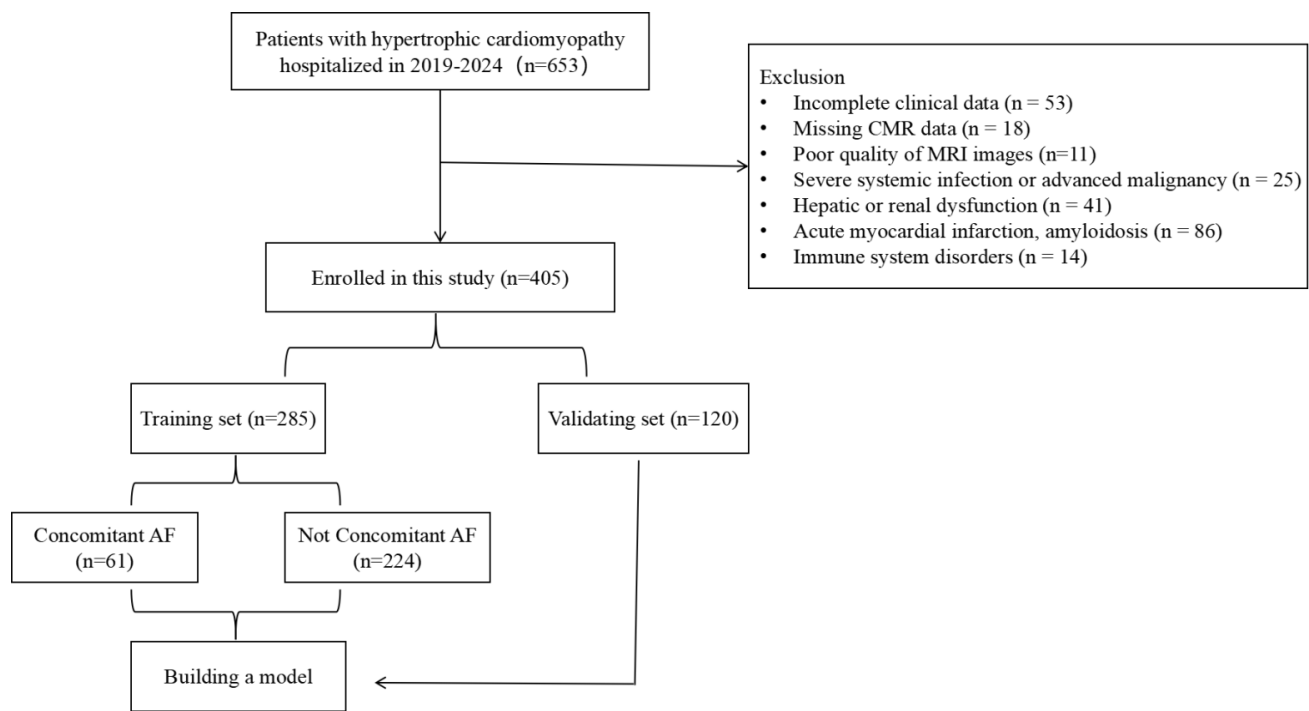 Patients with hypertrophic cardiomyopathy
hospitalized in 2019-2024（n=653）
Exclusion
• Incomplete clinical data (n = 53)
• Missing CMR data (n = 18)
• Poor quality of MRI images (n=11)
• Severe systemic infection or advanced malignancy (n = 25)
• Hepatic or renal dysfunction (n = 41)
• Acute myocardial infarction, amyloidosis (n = 86)
• Immune system disorders (n = 14)
Enrolled in this study (n=405)
Training set (n=285)
Validating set (n=120)
Concomitant AF
(n=61)
Not Concomitant AF
(n=224)
Building a model